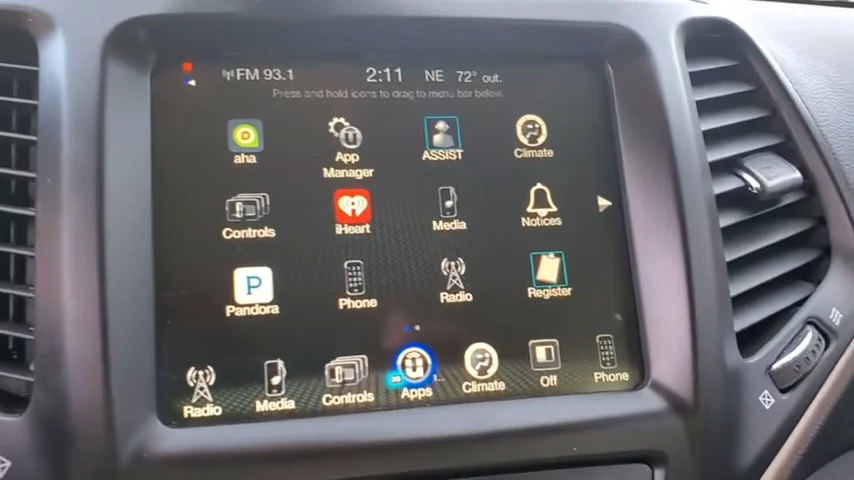 FM 93.1 2:11 NE 72° out.
Press and hold icons to drag to menu bar below.
aha App Manager ASSIST Climate
Controls iHeart Media Notices
P
Pandora Phone Radio Register
Radio Media Controls 3G Apps Climate Off Phone